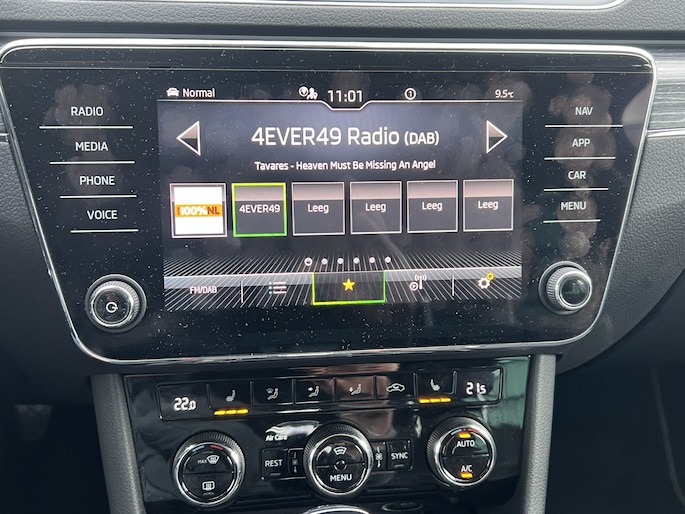 Normal
11:01
9.5°C
RADIO
MEDIA
PHONE
VOICE
4EVER49 Radio (DAB)
Tavares - Heaven Must Be Missing An Angel
100%NL
4EVER49
Leeg
Leeg
Leeg
Leeg
FM/DAB
NAV
APP
CAR
MENU
22.0
21.5
Air Care
MAX
REST
MENU
SYNC
AUTO
A/C